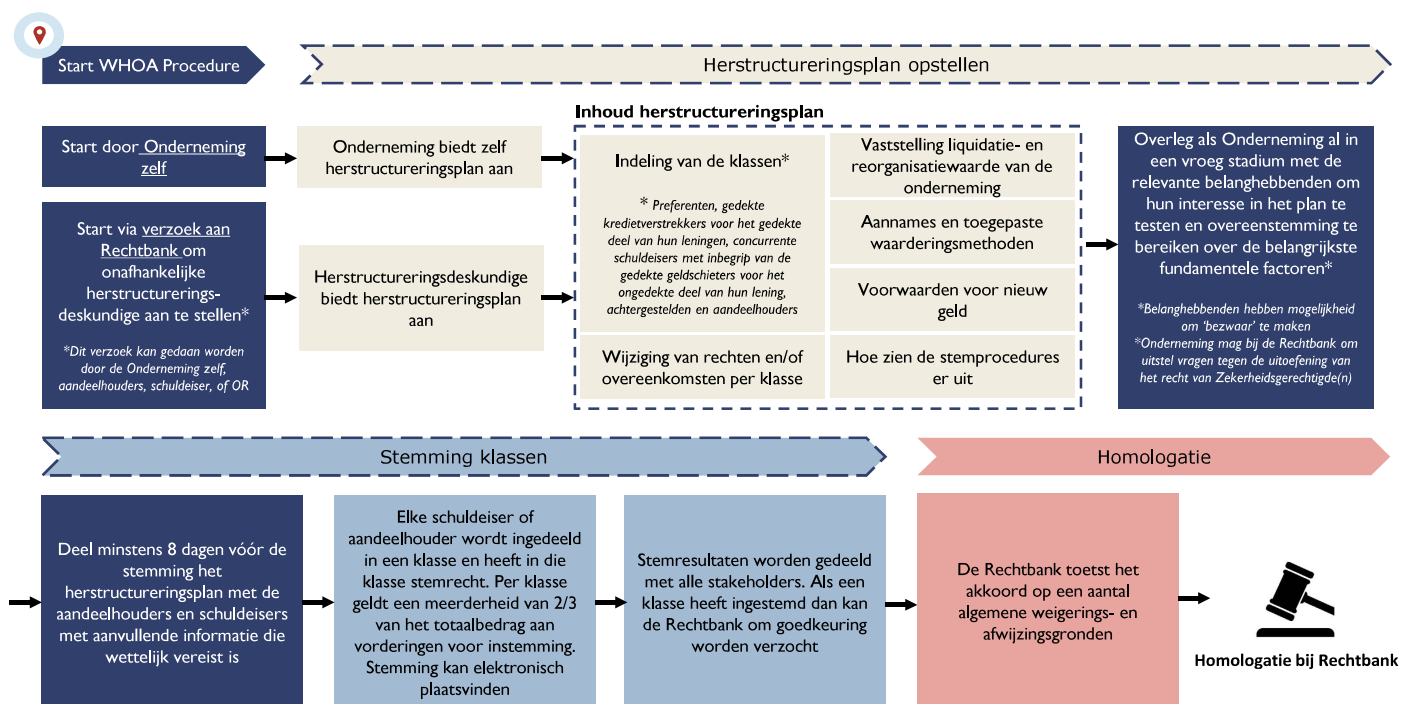 Start WHOA Procedure
Herstructureringsplan opstellen
Start door Onderneming
zelf
Start via verzoek aan
Rechtbank om
onafhankelijke
herstructurerings-
deskundige aan te stellen*
*Dit verzoek kan gedaan worden
door de Onderneming zelf,
aandeelhouders, schuldeiser, of OR
Onderneming biedt zelf
herstructureringsplan aan
Herstructureringsdeskundige
biedt herstructureringsplan
aan
Inhoud herstructureringsplan
Indeling van de klassen*
* Preferenten, gedekte
kredietverstrekkers voor het gedekte
deel van hun leningen, concurrente
schuldeisers met inbegrip van de
gedekte geldschieters voor het
ongedekte deel van hun lening,
achtergestelden en aandeelhouders
Wijziging van rechten en/of
overeenkomsten per klasse
Vaststelling liquidatie- en
reorganisatiewaarde van de
onderneming
Aannames en toegepaste
waarderingsmethoden
Voorwaarden voor nieuw
geld
Hoe zien de stemprocedures
er uit
Overleg als Onderneming al in
een vroeg stadium met de
relevante belanghebbenden om
hun interesse in het plan te
testen en overeenstemming te
bereiken over de belangrijkste
fundamentele factoren*
*Belanghebbenden hebben mogelijkheid
om ‘bezwaar’ te maken
*Onderneming mag bij de Rechtbank om
uitstel vragen tegen de uitoefening van
het recht van Zekerheidsgerechtigde(n)
Stemming klassen
Homologatie
Deel minstens 8 dagen vóór de
stemming het
herstructureringsplan met de
aandeelhouders en schuldeisers
met aanvullende informatie die
wettelijk vereist is
Elke schuldeiser of
aandeelhouder wordt ingedeeld
in een klasse en heeft in die
klasse stemrecht. Per klasse
geldt een meerderheid van 2/3
van het totaalbedrag aan
vorderingen voor instemming.
Stemming kan elektronisch
plaatsvinden
Stemresultaten worden gedeeld
met alle stakeholders. Als een
klasse heeft ingestemd dan kan
de Rechtbank om goedkeuring
worden verzocht
De Rechtbank toetst het
akkoord op een aantal
algemene weigerings- en
afwijzingsgronden
Homologatie bij Rechtbank